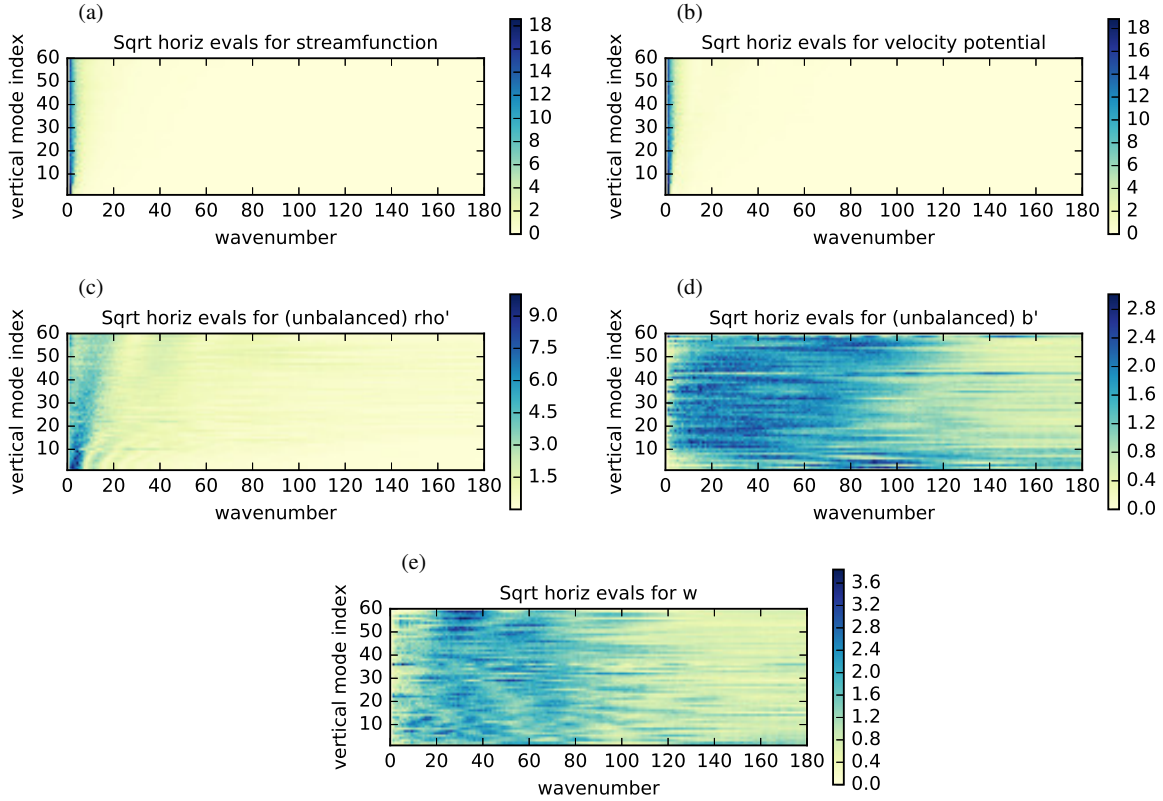 (a)
Sqrt horiz evals for streamfunction
vertical mode index
60
50
40
30
20
10
0 20 40 60 80 100 120 140 160 180
wavenumber
18
16
14
12
10
8
6
4
2
0
(b)
Sqrt horiz evals for velocity potential
vertical mode index
60
50
40
30
20
10
0 20 40 60 80 100 120 140 160 180
wavenumber
18
16
14
12
10
8
6
4
2
0
(c)
Sqrt horiz evals for (unbalanced) rho'
vertical mode index
60
50
40
30
20
10
0 20 40 60 80 100 120 140 160 180
wavenumber
9.0
7.5
6.0
4.5
3.0
1.5
(d)
Sqrt horiz evals for (unbalanced) b'
vertical mode index
60
50
40
30
20
10
0 20 40 60 80 100 120 140 160 180
wavenumber
2.8
2.4
2.0
1.6
1.2
0.8
0.4
0.0
(e)
Sqrt horiz evals for w
vertical mode index
60
50
40
30
20
10
0 20 40 60 80 100 120 140 160 180
wavenumber
3.6
3.2
2.8
2.4
2.0
1.6
1.2
0.8
0.4
0.0